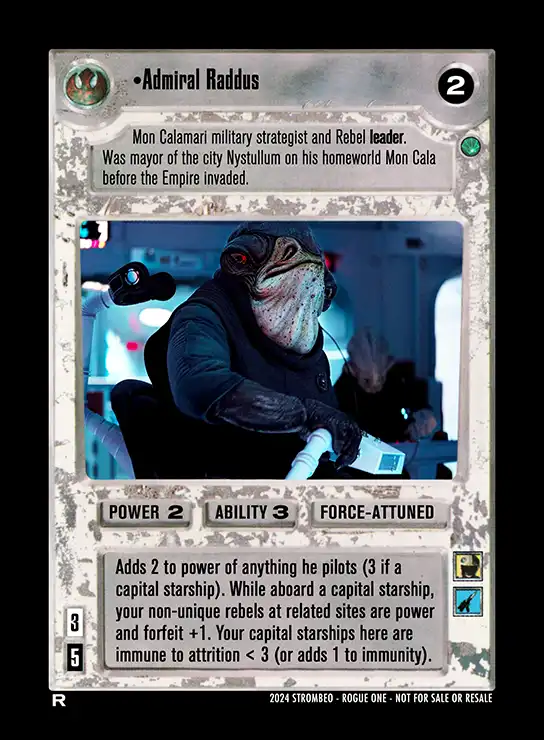 •Admiral Raddus
2
Mon Calamari military strategist and Rebel leader.
Was mayor of the city Nystullum on his homeworld Mon Cala
before the Empire invaded.
POWER 2
ABILITY 3
FORCE-ATTUNED
Adds 2 to power of anything he pilots (3 if a
capital starship). While aboard a capital starship,
your non-unique rebels at related sites are power
and forfeit +1. Your capital starships here are
immune to attrition < 3 (or adds 1 to immunity).
3
5
R
2024 STROMBEO - ROGUE ONE - NOT FOR SALE OR RESALE